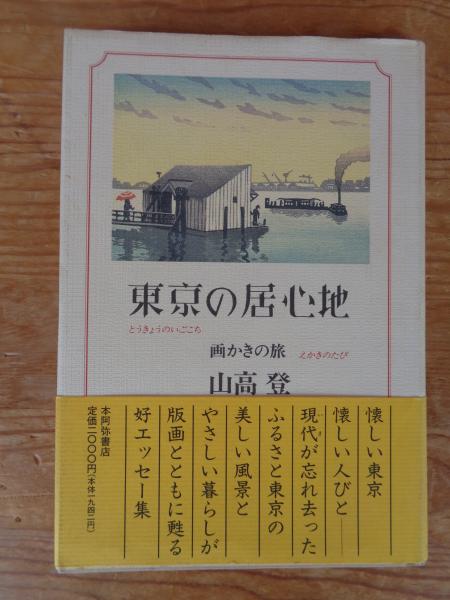 東京の居心地
とうきょうのいごこち
画かきの旅
えかきのたび
山高 登
懐しい東京
懐しい人びと
現代が忘れ去った
ふるさと東京の
美しい風景と
やさしい暮らしが
版画とともに甦る
好エッセー集
本阿弥書店
定価二〇〇〇円(本体一九四二円)